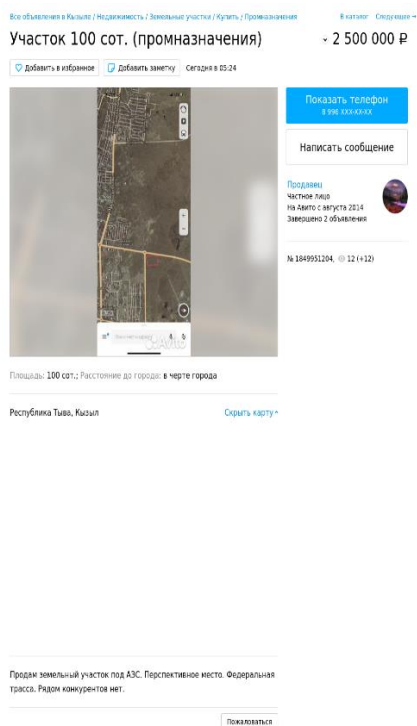 Все объявления в Кызыле / Недвижимость / Земельные участки / Купить / Промназначения
В каталог Следующее →
Участок 100 сот. (промназначения)
2 500 000 ₽
Добавить в избранное
Добавить заметку
Сегодня в 05:24
Показать телефон
8 996 XXX-XX-XX
Написать сообщение
Продавец
Частное лицо
На Авито с августа 2014
Завершено 2 объявления
№ 1849951204, 12 (+12)
Площадь: 100 сот.; Расстояние до города: в черте города
Республика Тыва, Кызыл
Скрыть карту
Продам земельный участок под АЗС. Перспективное место. Федеральная
трасса. Рядом конкурентов нет.
Пожаловаться